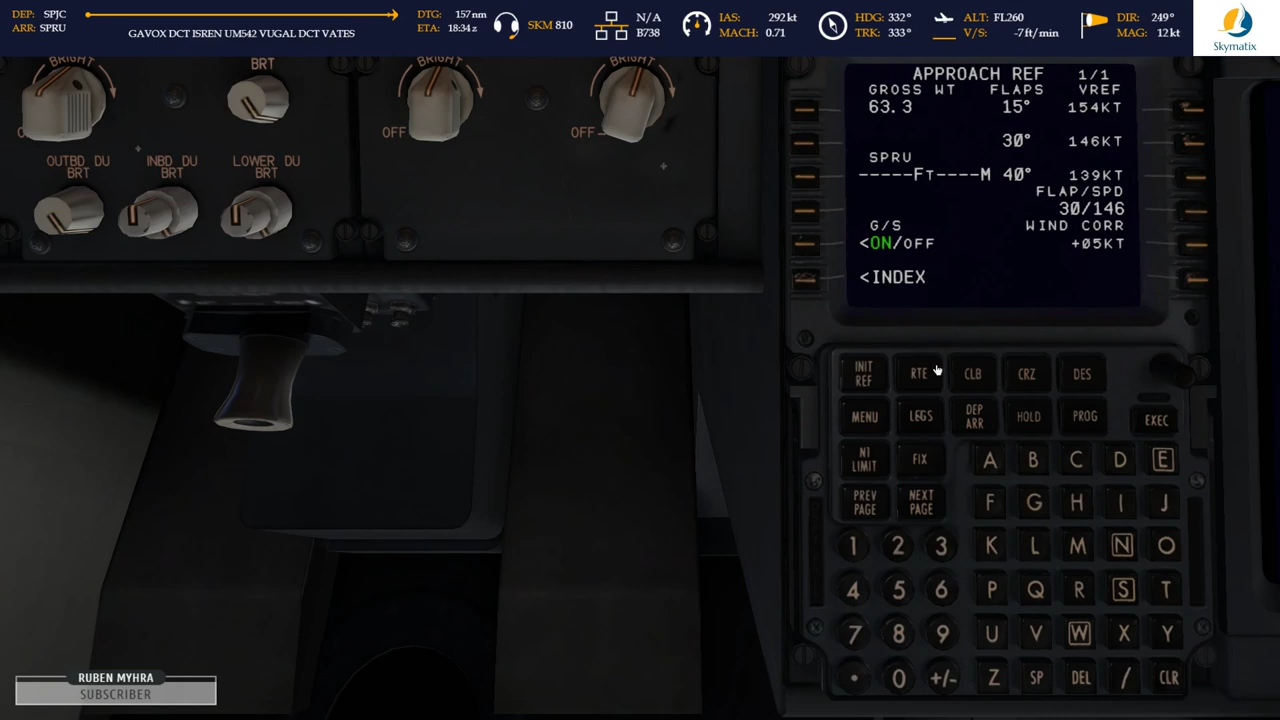 DEP: SPJC
ARR: SPRU
GAVOX DCT ISREN UM542 VUGAL DCT VATES
DTG: 157nm
ETA: 18:34z
SKM 810
N/A
B738
IAS: 292kt
MACH: 0.71
HDG: 332°
TRK: 333°
ALT: FL260
V/S: -7ft/min
DIR: 249°
MAG: 12kt
Skymatix
BRIGHT
BRT
BRIGHT
BRIGHT
OFF
OFF
OUTBD DU
BRT
INBD DU
BRT
LOWER DU
BRT
APPROACH REF 1/1
GROSS WT FLAPS VREF
63.3 15° 154KT
30° 146KT
SPRU
-----FT----M 40° 139KT
FLAP/SPD
30/146
G/S WIND CORR
<ON/OFF +05KT
<INDEX
INIT
REF
RTE
CLB
CRZ
DES
MENU
LEGS
DEP
ARR
HOLD
PROG
EXEC
N1
LIMIT
FIX
A B C D E
PREV
PAGE
NEXT
PAGE
F G H I J
1 2 3 K L M N O
4 5 6 P Q R S T
7 8 9 U V W X Y
. 0 +/- Z SP DEL / CLR
RUBEN MYHRA
SUBSCRIBER